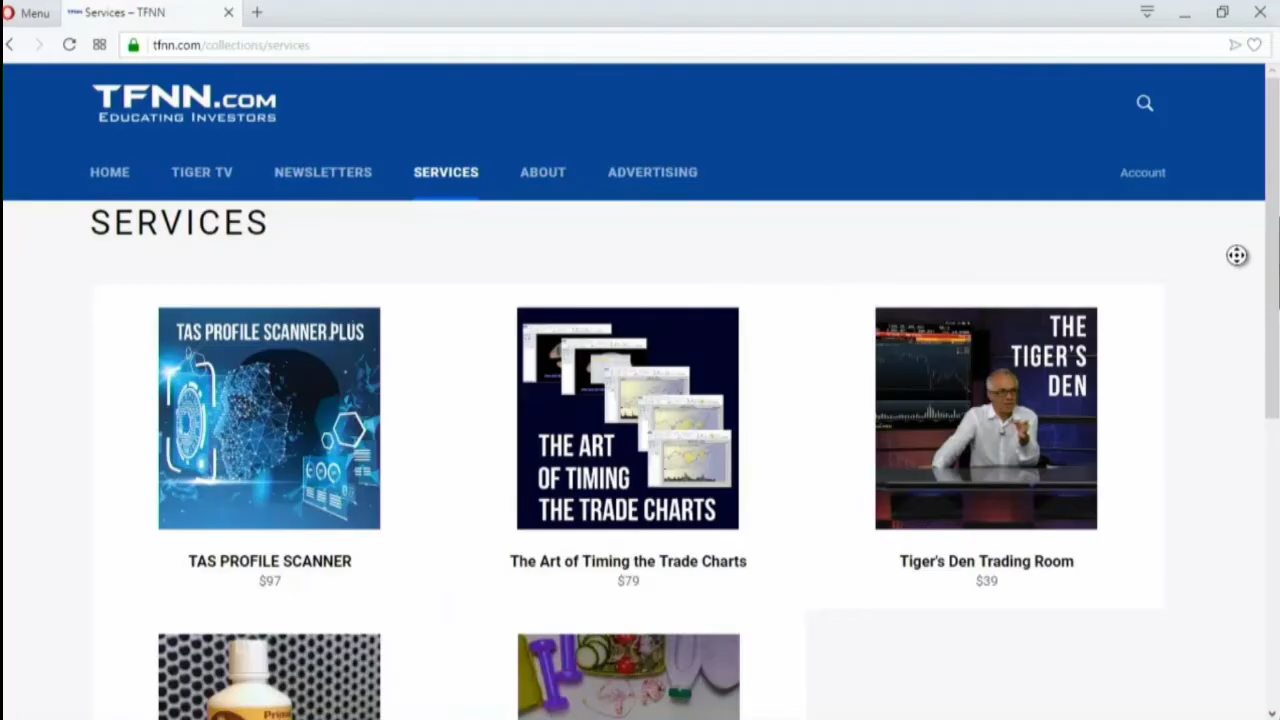 Menu
TFNN Services – TFNN
tfnn.com/collections/services
TFNN.COM
EDUCATING INVESTORS
HOME TIGER TV NEWSLETTERS SERVICES ABOUT ADVERTISING Account
SERVICES
TAS PROFILE SCANNER PLUS
THE ART
OF TIMING
THE TRADE CHARTS
THE
TIGER'S
DEN
TAS PROFILE SCANNER
$97
The Art of Timing the Trade Charts
$79
Tiger's Den Trading Room
$39